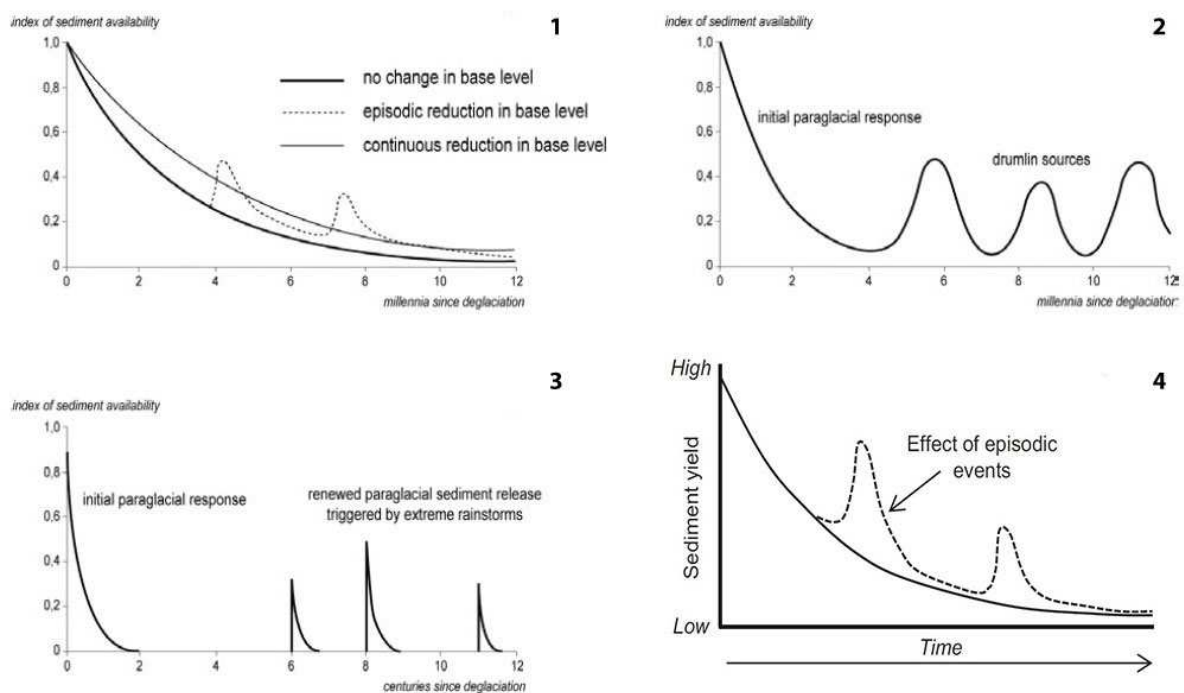 index of sediment availability
1
1,0
0,8
0,6
0,4
0,2
0
no change in base level
episodic reduction in base level
continuous reduction in base level
0 2 4 6 8 10 12
millennia since deglaciation
index of sediment availability
2
1,0
0,8
0,6
0,4
0,2
0
initial paraglacial response
drumlin sources
0 2 4 6 8 10 12
millennia since deglaciation
index of sediment availability
3
1,0
0,8
0,6
0,4
0,2
0
initial paraglacial response
renewed paraglacial sediment release
triggered by extreme rainstorms
0 2 4 6 8 10 12
centuries since deglaciation
4
High
Sediment yield
Low
Effect of episodic
events
Time